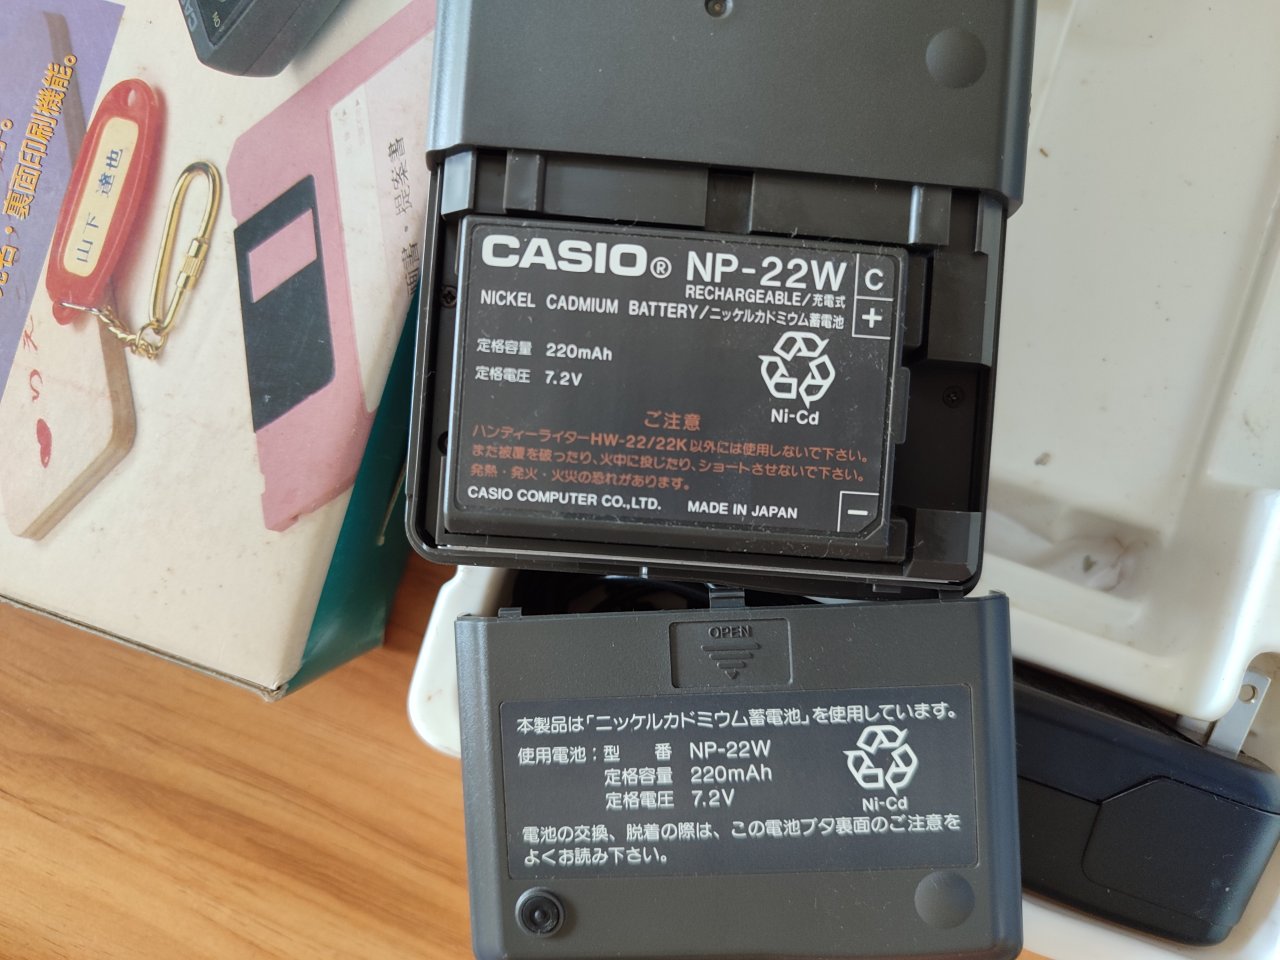 裏面印刷機能。
山下 達也
提案書
CASIO® NP-22W
C
RECHARGEABLE/充電式
NICKEL CADMIUM BATTERY/ニッケルカドミウム蓄電池
+
定格容量 220mAh
定格電圧 7.2V
Ni-Cd
ご注意
ハンディーライターHW-22/22K以外には使用しないで下さい。
また被覆を破ったり、火中に投じたり、ショートさせないで下さい。
発熱・発火・火災の恐れがあります。
CASIO COMPUTER CO.,LTD. MADE IN JAPAN
−
OPEN
本製品は「ニッケルカドミウム蓄電池」を使用しています。
使用電池:型 番 NP-22W
定格容量 220mAh
定格電圧 7.2V
Ni-Cd
電池の交換、脱着の際は、この電池ブタ裏面のご注意を
よくお読み下さい。